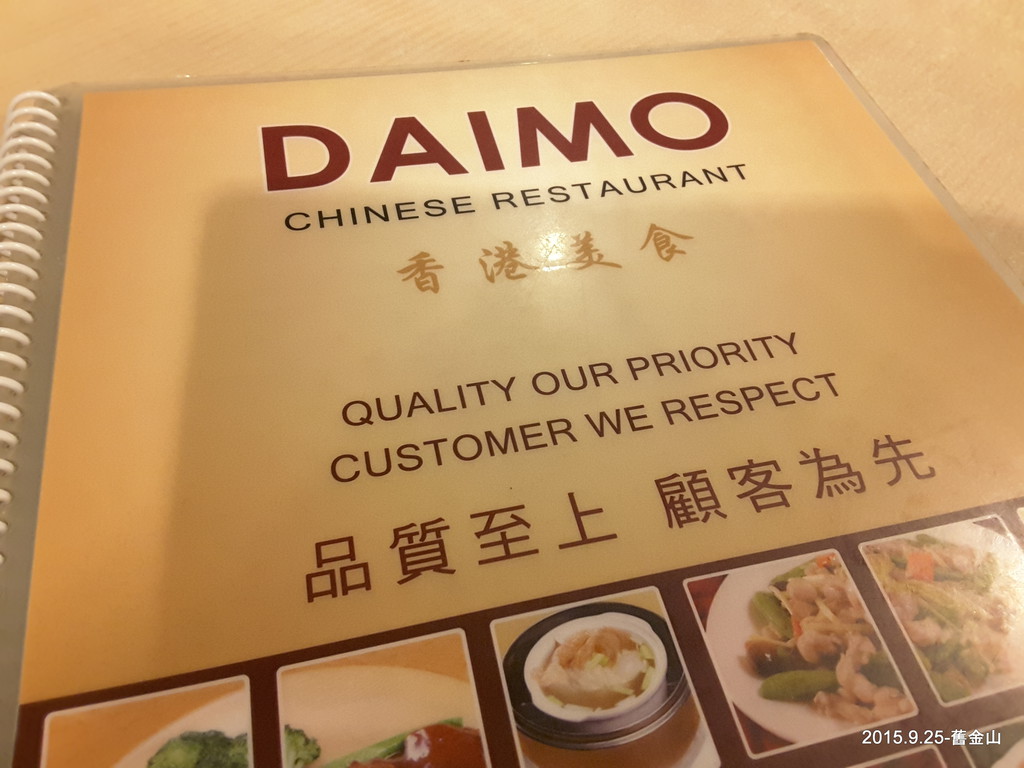 DAIMO
CHINESE RESTAURANT
香港美食
QUALITY OUR PRIORITY
CUSTOMER WE RESPECT
品質至上 顧客為先
2015.9.25-舊金山